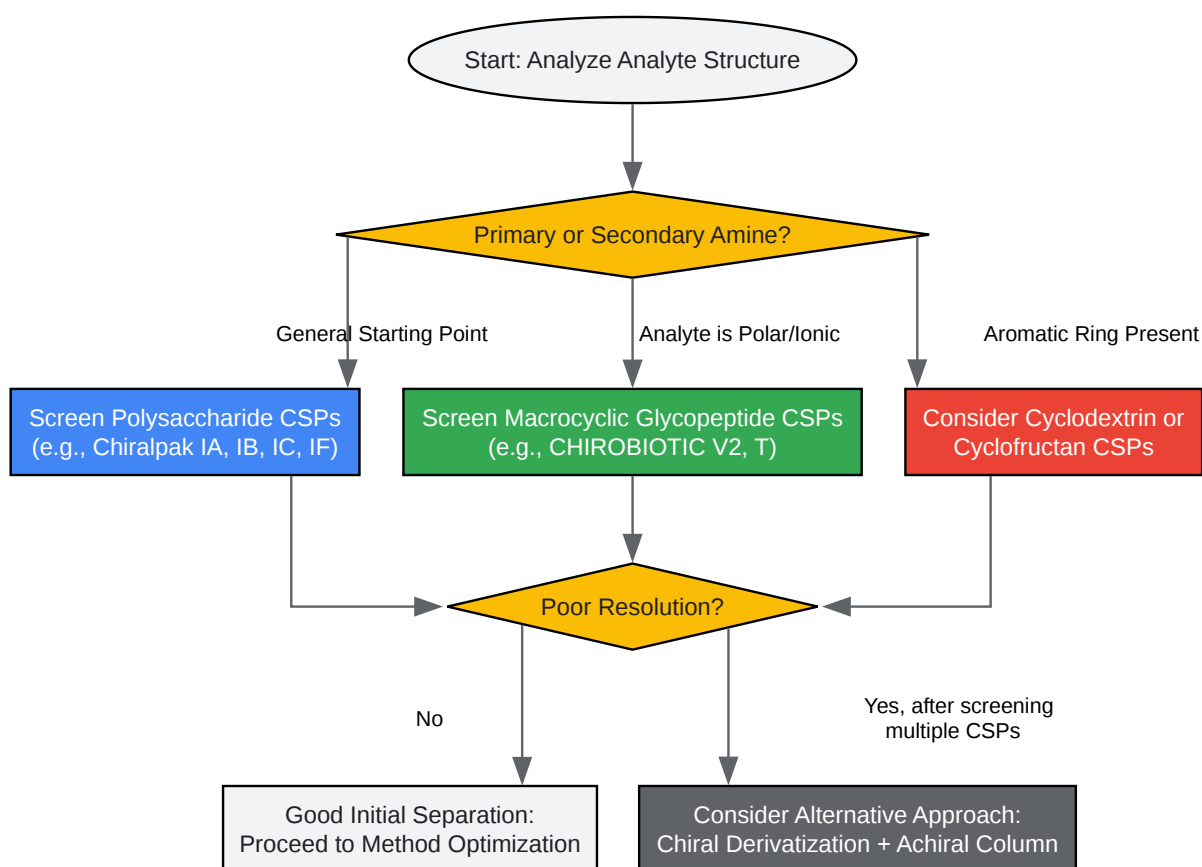 Start: Analyze Analyte Structure
Primary or Secondary Amine?
General Starting Point
Analyte is Polar/Ionic
Aromatic Ring Present
Screen Polysaccharide CSPs
(e.g., Chiralpak IA, IB, IC, IF)
Screen Macrocyclic Glycopeptide CSPs
(e.g., CHIROBIOTIC V2, T)
Consider Cyclodextrin or
Cyclofructan CSPs
Poor Resolution?
No
Yes, after screening
multiple CSPs
Good Initial Separation:
Proceed to Method Optimization
Consider Alternative Approach:
Chiral Derivatization + Achiral Column